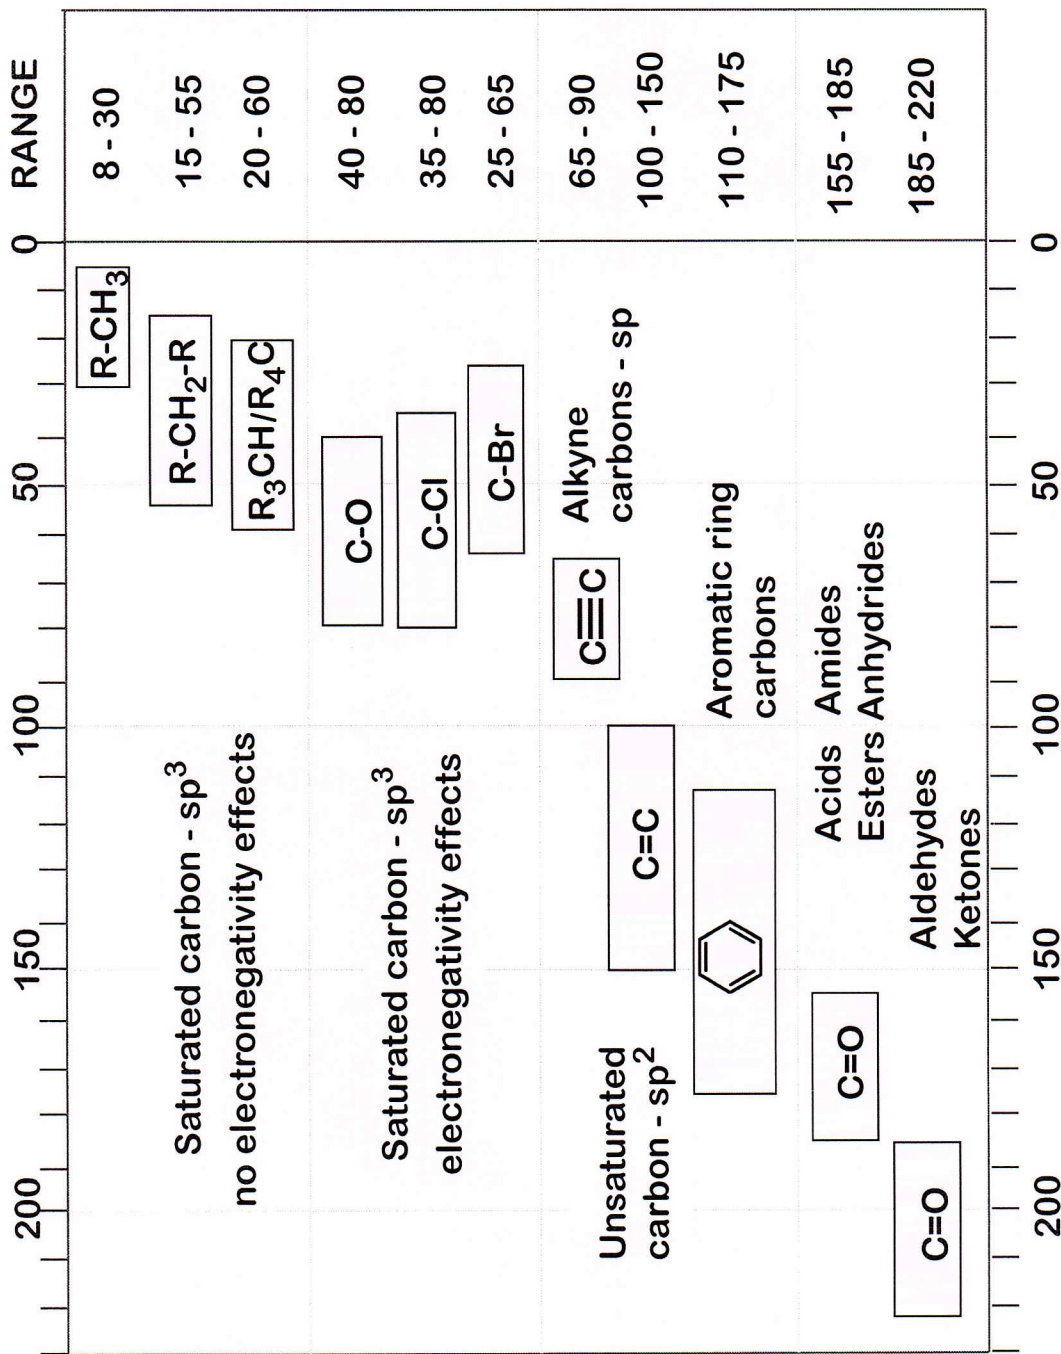 200 150 100 50 0 RANGE
R-CH₃ 8 - 30
Saturated carbon - sp³ R-CH₂-R 15 - 55
no electronegativity effects R₃CH/R₄C 20 - 60
C-O 40 - 80
Saturated carbon - sp³ C-Cl 35 - 80
electronegativity effects C-Br 25 - 65
C≡C Alkyne 65 - 90
carbons - sp
Unsaturated
carbon - sp² C=C 100 - 150
Aromatic ring 110 - 175
carbons
C=O Acids Amides 155 - 185
Esters Anhydrides
C=O Aldehydes 185 - 220
Ketones
200 150 100 50 0